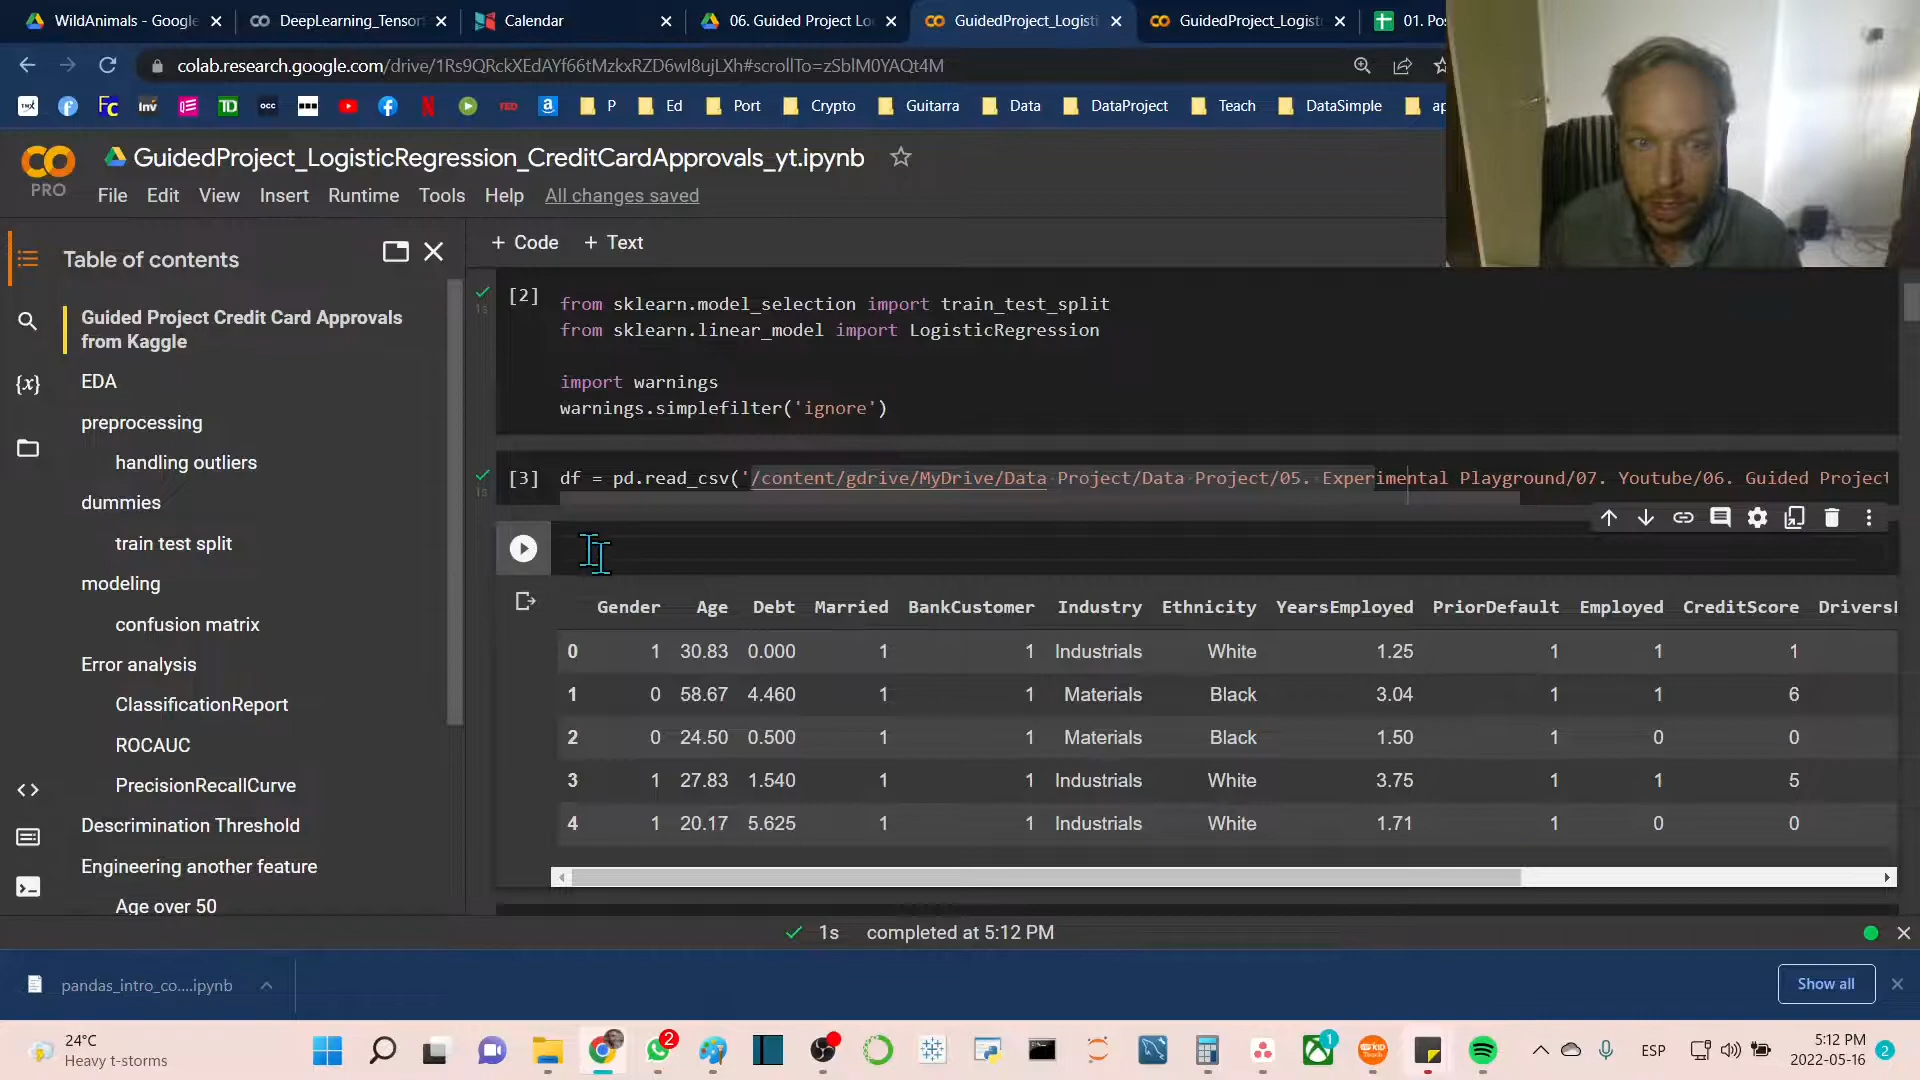 WildAnimals - Google
DeepLearning_Tensor
Calendar
06. Guided Project Lo
GuidedProject_Logisti
GuidedProject_Logist
01. Pos
colab.research.google.com/drive/1Rs9QRckXEdAYf66tMzkxRZD6wI8ujLXh#scrollTo=zSblM0YAQt4M
Inv
TD
OCC
P
Ed
Port
Crypto
Guitarra
Data
DataProject
Teach
DataSimple
ap
GuidedProject_LogisticRegression_CreditCardApprovals_yt.ipynb
PRO
File Edit View Insert Runtime Tools Help All changes saved
Table of contents
Guided Project Credit Card Approvals
from Kaggle
EDA
preprocessing
handling outliers
dummies
train test split
modeling
confusion matrix
Error analysis
ClassificationReport
ROCAUC
PrecisionRecallCurve
Descrimination Threshold
Engineering another feature
Age over 50
+ Code + Text
[2]
1s
from sklearn.model_selection import train_test_split
from sklearn.linear_model import LogisticRegression
import warnings
warnings.simplefilter('ignore')
[3] df = pd.read_csv('/content/gdrive/MyDrive/Data Project/Data Project/05. Experimental Playground/07. Youtube/06. Guided Project
1s
Gender Age Debt Married BankCustomer Industry Ethnicity YearsEmployed PriorDefault Employed CreditScore DriversL
0 1 30.83 0.000 1 1 Industrials White 1.25 1 1 1
1 0 58.67 4.460 1 1 Materials Black 3.04 1 1 6
2 0 24.50 0.500 1 1 Materials Black 1.50 1 0 0
3 1 27.83 1.540 1 1 Industrials White 3.75 1 1 5
4 1 20.17 5.625 1 1 Industrials White 1.71 1 0 0
1s completed at 5:12 PM
pandas_intro_co....ipynb
Show all
24°C
Heavy t-storms
2
1
ESP
5:12 PM
2022-05-16
2